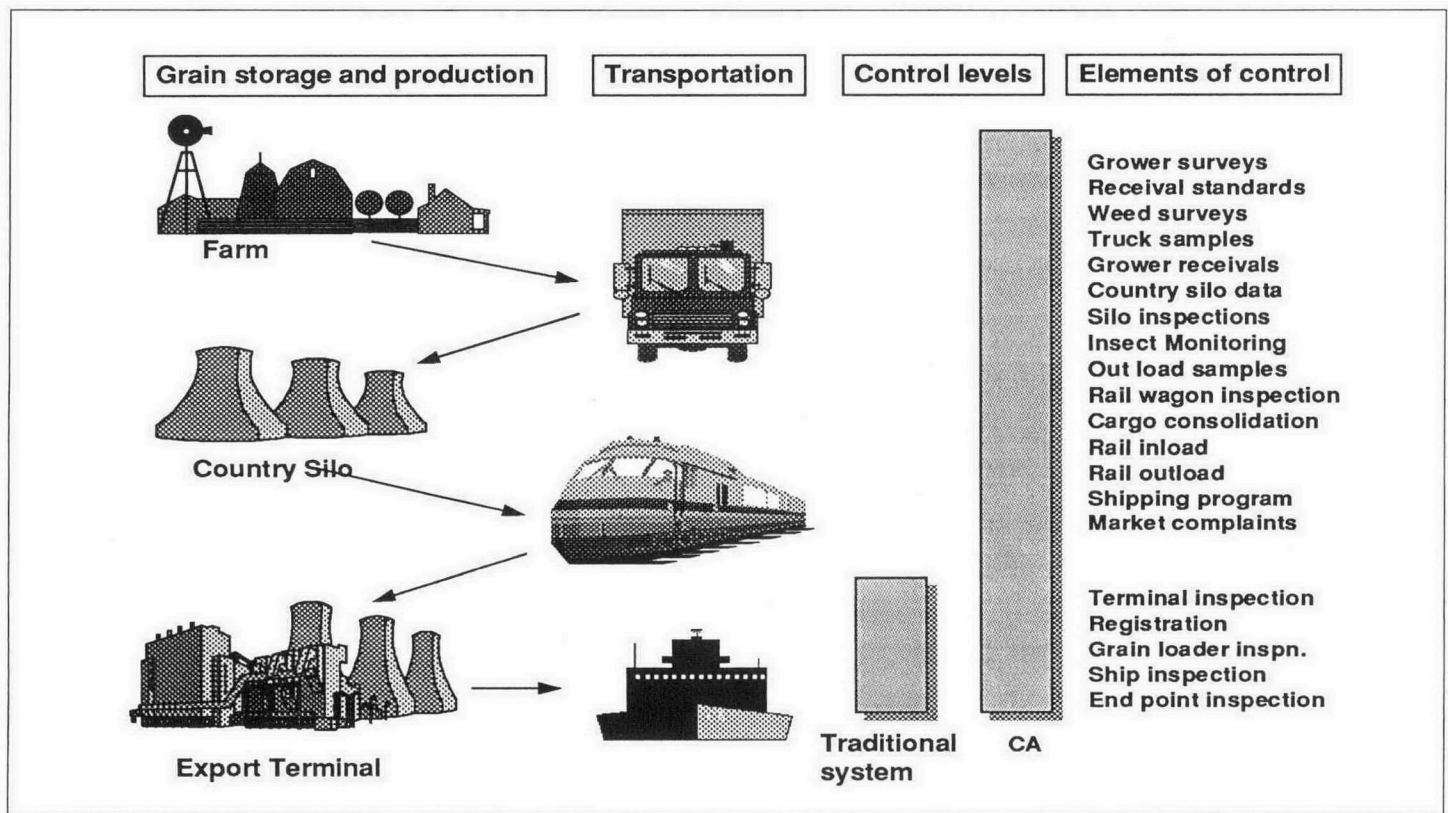 Grain storage and production
Transportation
Control levels
Elements of control
Farm
Country Silo
Export Terminal
Traditional
system
CA
Grower surveys
Receival standards
Weed surveys
Truck samples
Grower receivals
Country silo data
Silo inspections
Insect Monitoring
Out load samples
Rail wagon inspection
Cargo consolidation
Rail inload
Rail outload
Shipping program
Market complaints
Terminal inspection
Registration
Grain loader inspn.
Ship inspection
End point inspection